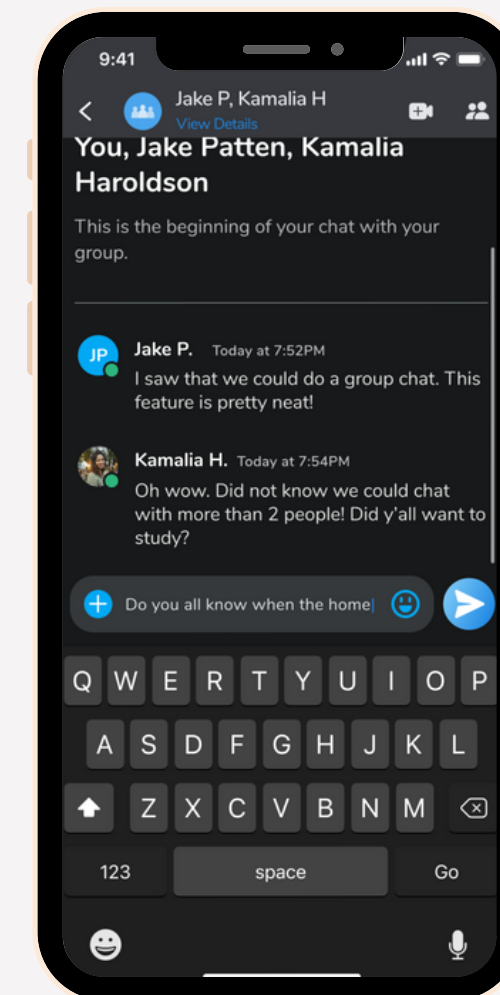 9:41
Jake P, Kamalia H
View Details
You, Jake Patten, Kamalia
Haroldson
This is the beginning of your chat with your
group.
JP
Jake P. Today at 7:52PM
I saw that we could do a group chat. This
feature is pretty neat!
Kamalia H. Today at 7:54PM
Oh wow. Did not know we could chat
with more than 2 people! Did y'all want to
study?
Do you all know when the home
Q W E R T Y U I O P
A S D F G H J K L
Z X C V B N M
123 space Go